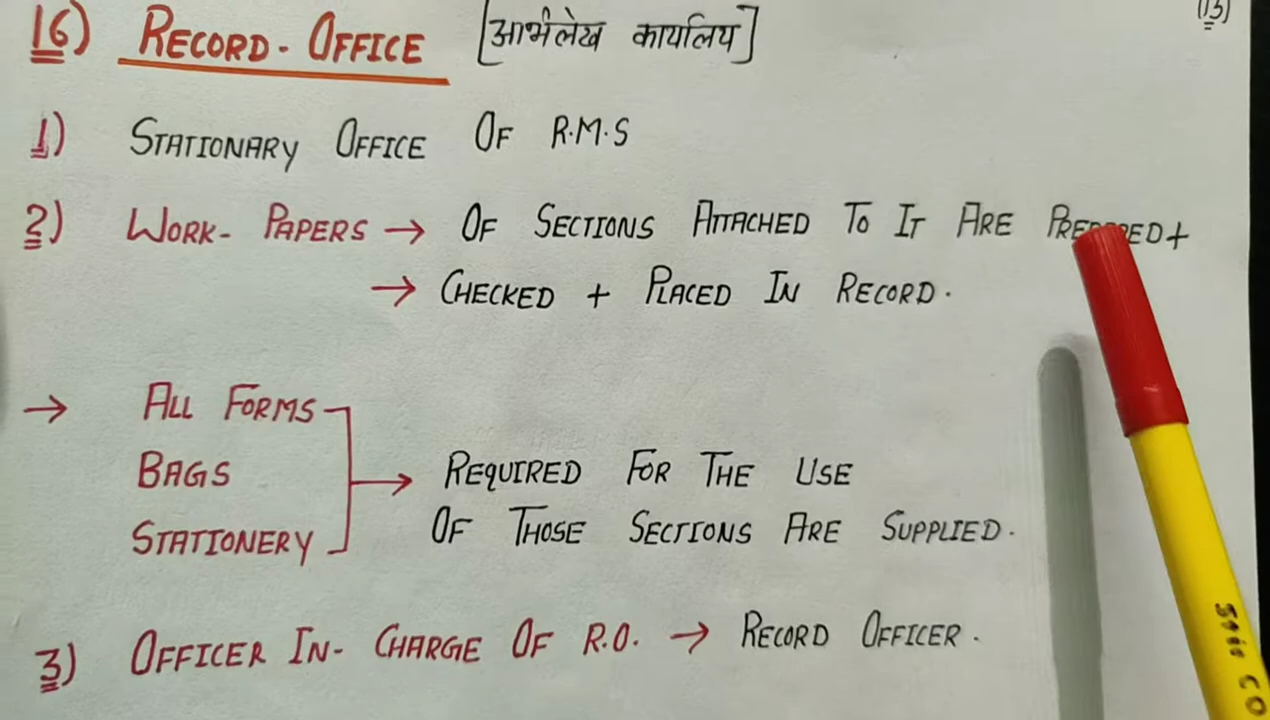 (13)
16) RECORD-OFFICE [आभिलेख कार्यालय]
1) STATIONARY OFFICE OF R.M.S
2) WORK-PAPERS → OF SECTIONS ATTACHED TO IT ARE +
→ CHECKED + PLACED IN RECORD.
→ ALL FORMS
BAGS → REQUIRED FOR THE USE
STATIONERY OF THOSE SECTIONS ARE SUPPLIED.
3) OFFICER IN-CHARGE OF R.O. → RECORD OFFICER.